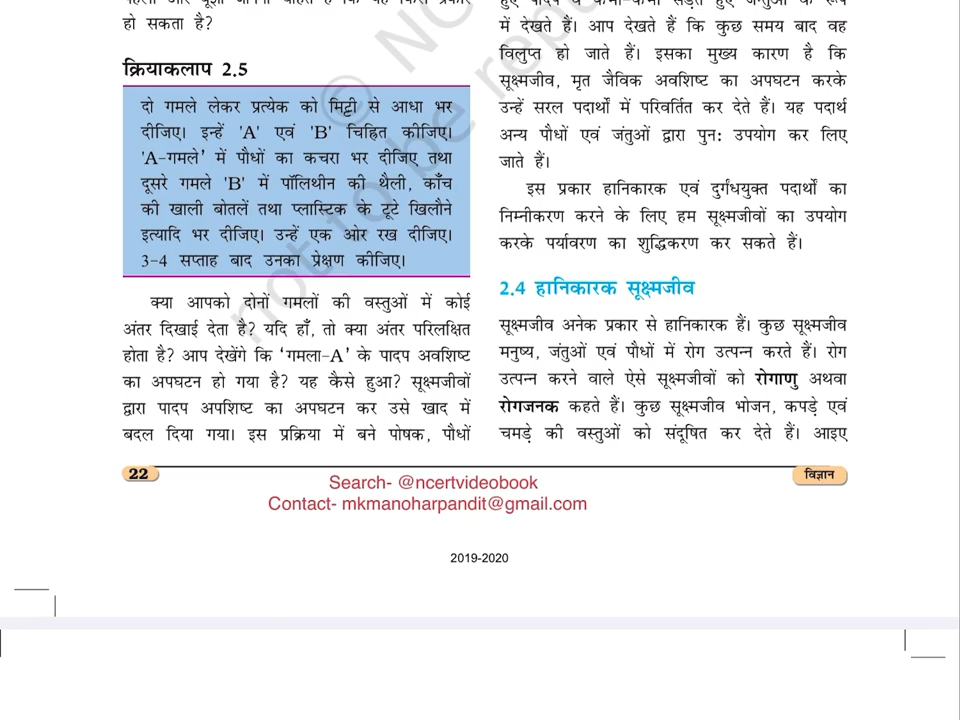 हो सकता है?
क्रियाकलाप 2.5
दो गमले लेकर प्रत्येक को मिट्टी से आधा भर
दीजिए। इन्हें 'A' एवं 'B' चिह्नित कीजिए।
'A-गमले’ में पौधों का कचरा भर दीजिए तथा
दूसरे गमले 'B' में पॉलिथीन की थैली, काँच
की खाली बोतलें तथा प्लास्टिक के टूटे खिलौने
इत्यादि भर दीजिए। उन्हें एक ओर रख दीजिए।
3-4 सप्ताह बाद उनका प्रेक्षण कीजिए।
क्या आपको दोनों गमलों की वस्तुओं में कोई
अंतर दिखाई देता है? यदि हाँ, तो क्या अंतर परिलक्षित
होता है? आप देखेंगे कि ‘गमला-A’ के पादप अवशिष्ट
का अपघटन हो गया है? यह कैसे हुआ? सूक्ष्मजीवों
द्वारा पादप अपशिष्ट का अपघटन कर उसे खाद में
बदल दिया गया। इस प्रक्रिया में बने पोषक, पौधों
में देखते हैं। आप देखते हैं कि कुछ समय बाद वह
विलुप्त हो जाते हैं। इसका मुख्य कारण है कि
सूक्ष्मजीव, मृत जैविक अवशिष्ट का अपघटन करके
उन्हें सरल पदार्थों में परिवर्तित कर देते हैं। यह पदार्थ
अन्य पौधों एवं जंतुओं द्वारा पुन: उपयोग कर लिए
जाते हैं।
इस प्रकार हानिकारक एवं दुर्गंधयुक्त पदार्थों का
निम्नीकरण करने के लिए हम सूक्ष्मजीवों का उपयोग
करके पर्यावरण का शुद्धिकरण कर सकते हैं।
2.4 हानिकारक सूक्ष्मजीव
सूक्ष्मजीव अनेक प्रकार से हानिकारक हैं। कुछ सूक्ष्मजीव
मनुष्य, जंतुओं एवं पौधों में रोग उत्पन्न करते हैं। रोग
उत्पन्न करने वाले ऐसे सूक्ष्मजीवों को रोगाणु अथवा
रोगजनक कहते हैं। कुछ सूक्ष्मजीव भोजन, कपड़े एवं
चमड़े की वस्तुओं को संदूषित कर देते हैं। आइए
22
विज्ञान
Search- @ncertvideobook
Contact- mkmanoharpandit@gmail.com
2019-2020